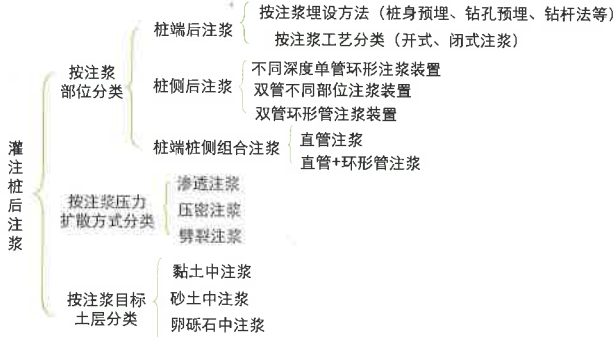 灌注桩后注浆
按注浆
部位分类
桩端后注浆
按注浆埋设方法（桩身预埋、钻孔预埋、钻杆法等）
按注浆工艺分类（开式、闭式注浆）
桩侧后注浆
不同深度单管环形注浆装置
双管不同部位注浆装置
双管环形管注浆装置
桩端桩侧组合注浆
直管注浆
直管+环形管注浆
按注浆压力
扩散方式分类
渗透注浆
压密注浆
劈裂注浆
按注浆目标
土层分类
黏土中注浆
砂土中注浆
卵砾石中注浆